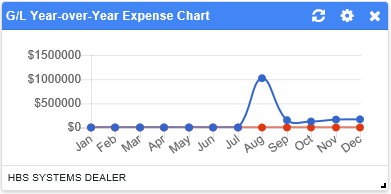 G/L Year-over-Year Expense Chart
$1500000
$1000000
$500000
$0
Jan Feb Mar Apr May Jun Jul Aug Sep Oct Nov Dec
HBS SYSTEMS DEALER